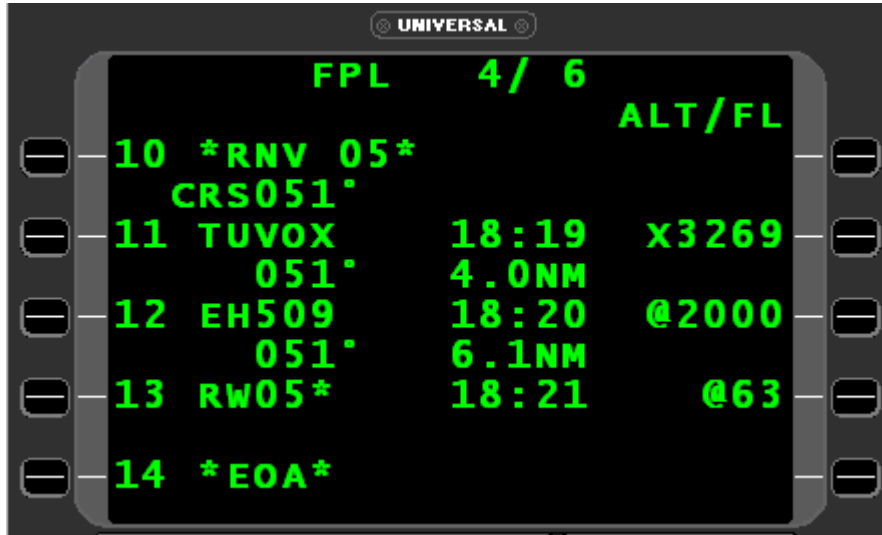 UNIVERSAL
FPL 4/ 6
ALT/FL
10 *RNV 05*
CRS051°
11 TUVOX 18:19 X3269
051° 4.0NM
12 EH509 18:20 @2000
051° 6.1NM
13 RW05* 18:21 @63
14 *EOA*